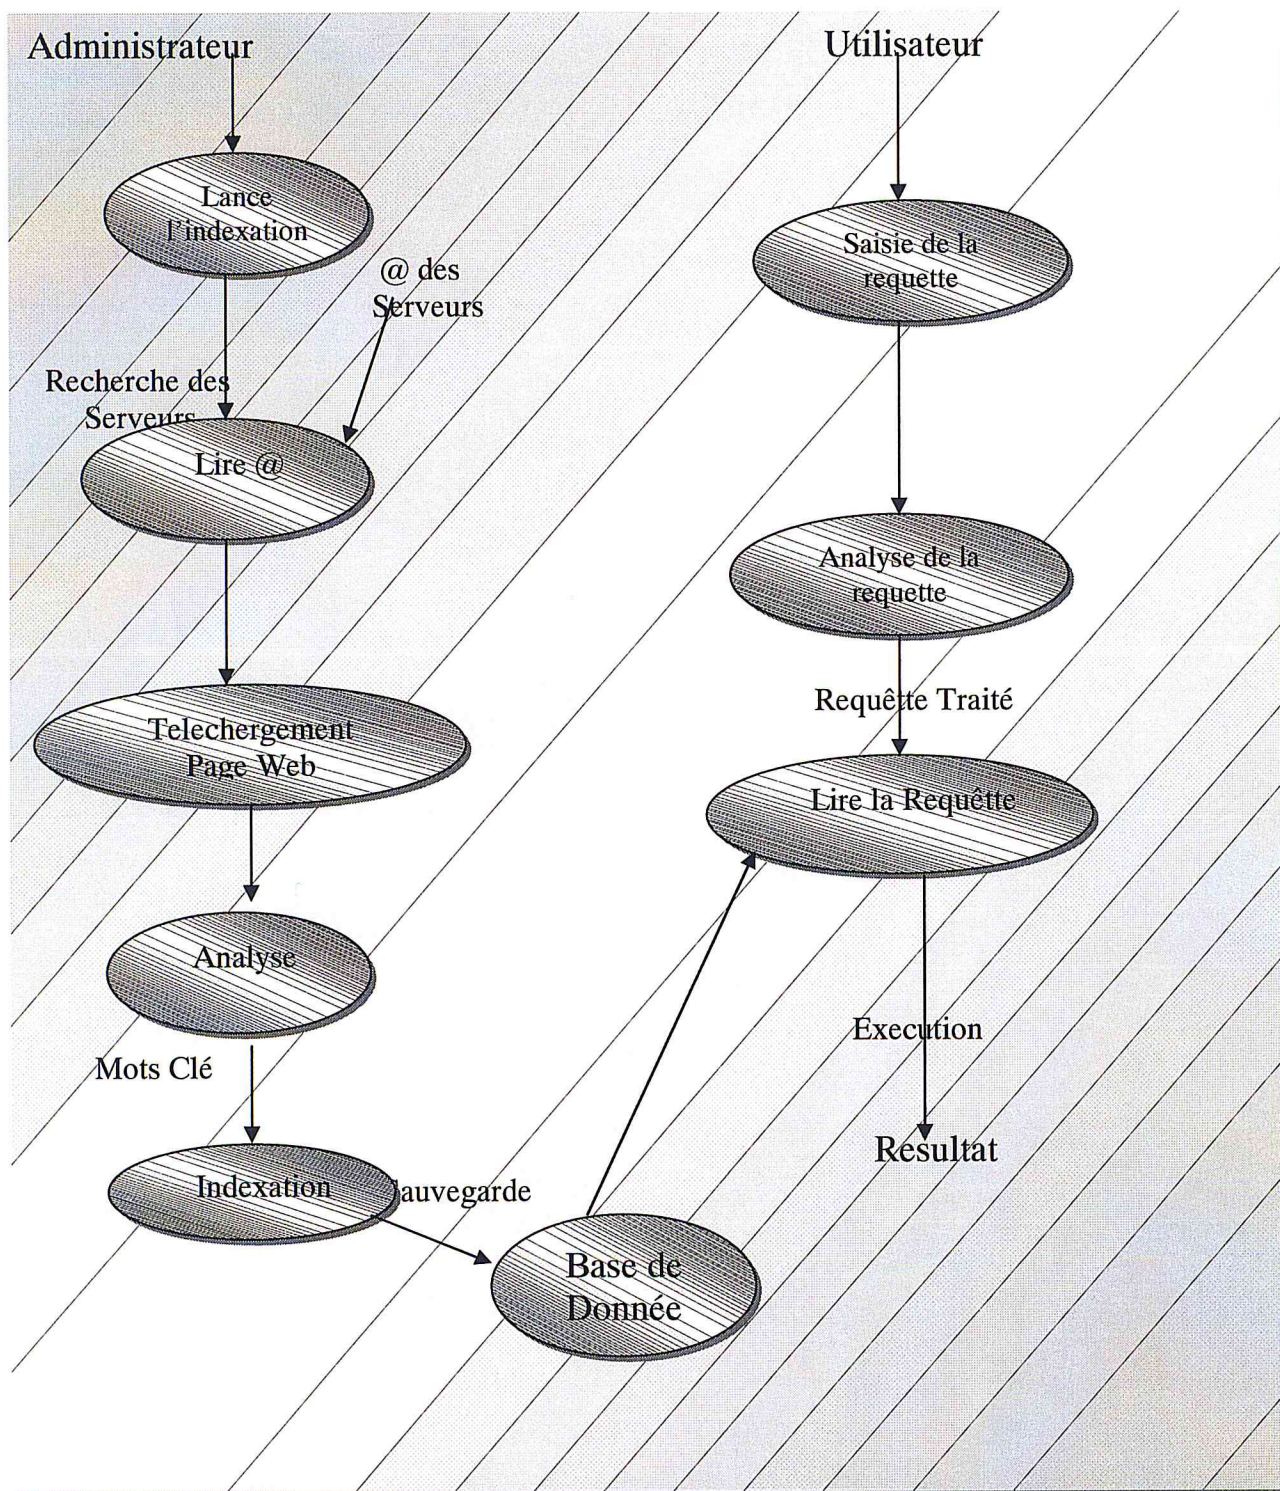 Administrateur
Lance
l'indexation
@ des
Serveurs
Recherche des
Serveurs
Lire @
Telechergement
Page Web
Analyse
Mots Clé
Indexation
auvegarde
Base de
Donnée
Utilisateur
Saisie de la
requette
Analyse de la
requette
Requêtte Traité
Lire la Requêtte
Execution
Resultat